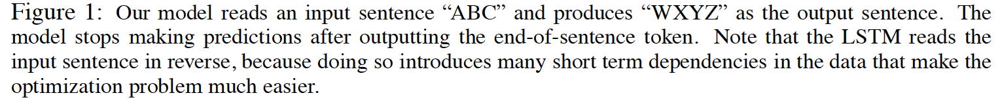 Figure 1: Our model reads an input sentence “ABC” and produces “WXYZ” as the output sentence. The
model stops making predictions after outputting the end-of-sentence token. Note that the LSTM reads the
input sentence in reverse, because doing so introduces many short term dependencies in the data that make the
optimization problem much easier.